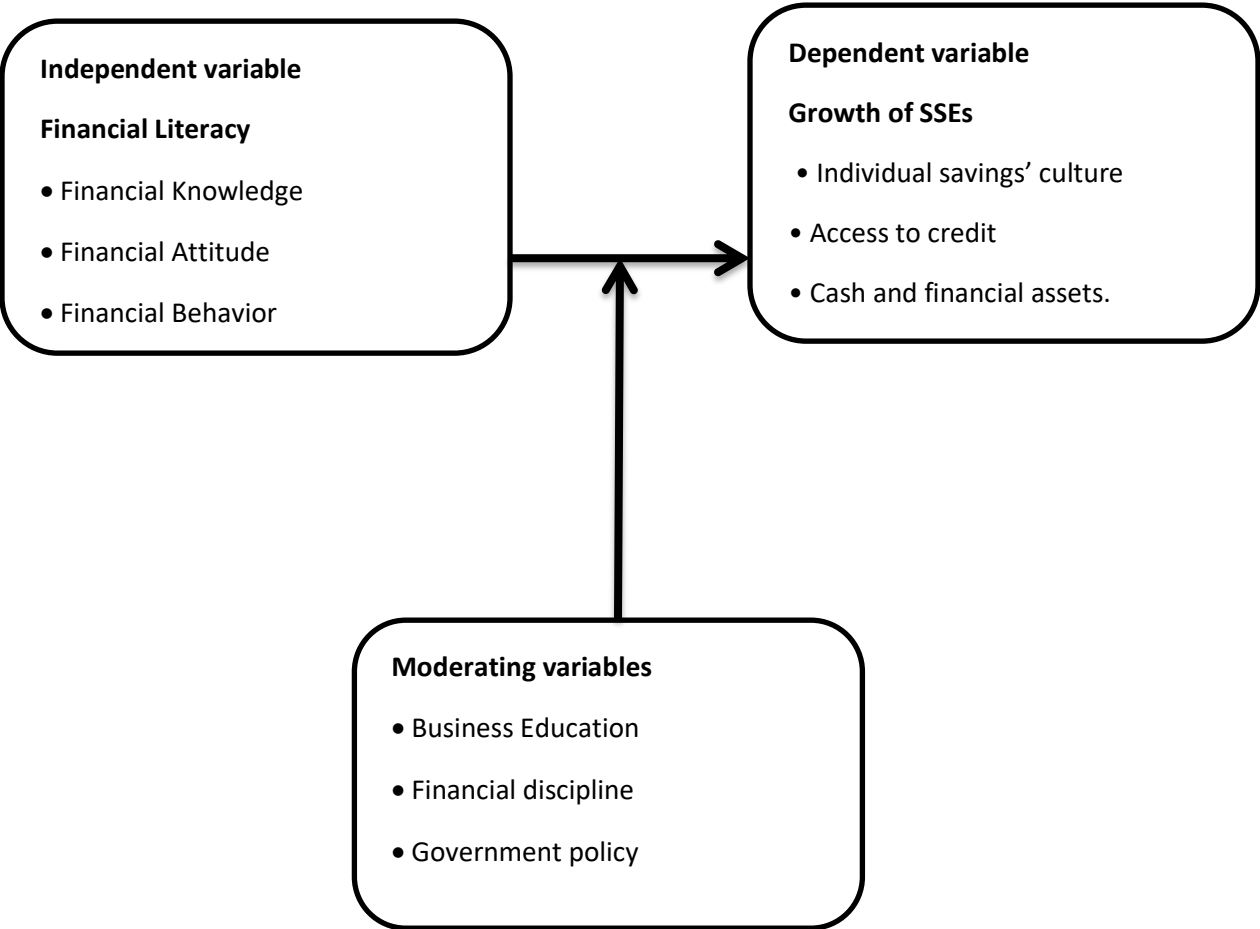 Independent variable
Financial Literacy
• Financial Knowledge
• Financial Attitude
• Financial Behavior
Dependent variable
Growth of SSEs
• Individual savings’ culture
• Access to credit
• Cash and financial assets.
Moderating variables
• Business Education
• Financial discipline
• Government policy